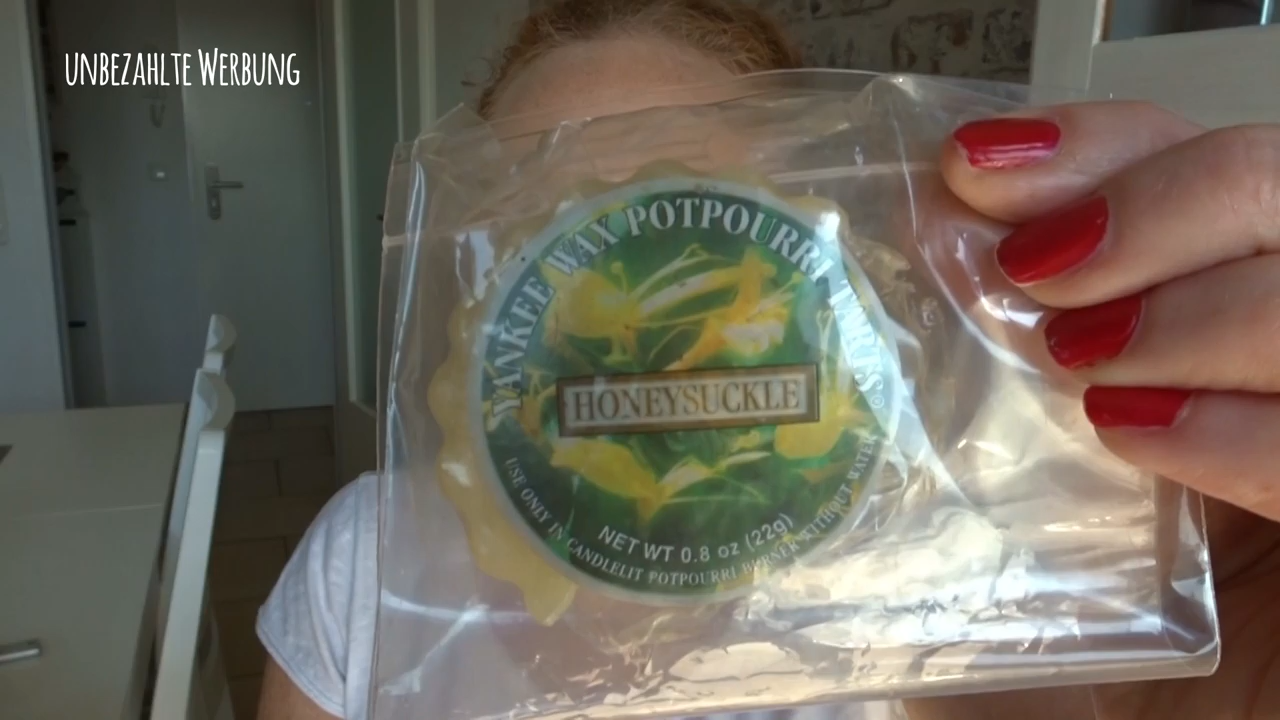 UNBEZAHLTE WERBUNG
YANKEE WAX POTPOURRI TARTS®
HONEYSUCKLE
NET WT 0.8 oz (22g)
USE ONLY IN CANDLELIT POTPOURRI BURNER WITHOUT WATER